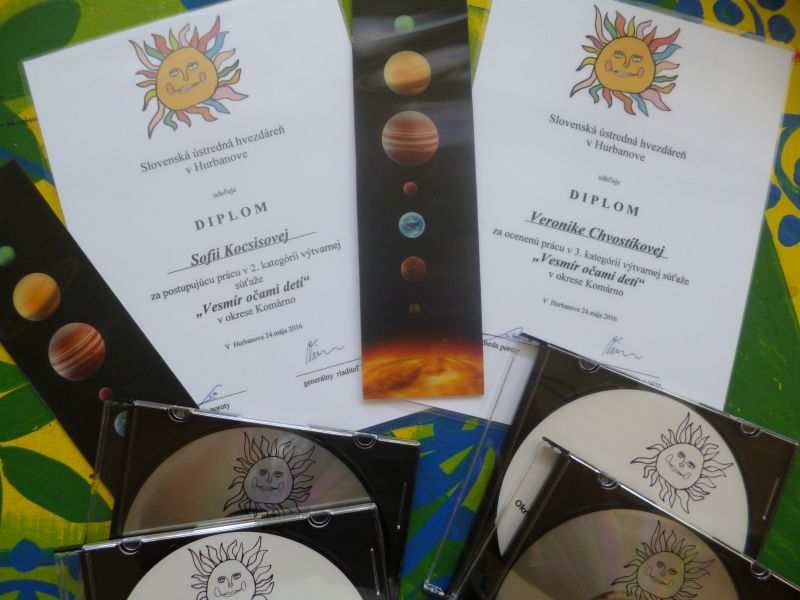 Slovenská ústredná hvezdáreň
v Hurbanove
udeľuje
DIPLOM
Sofii Kocsisovej
za postupujúcu prácu v 2. kategórii výtvarnej
súťaže
„Vesmír očami detí“
v okrese Komárno
V Hurbanove 24.mája 2016
generálny riaditeľ
poroty
Slovenská ústredná hvezdáreň
v Hurbanove
udeľuje
DIPLOM
Veronike Chvostíkovej
za ocenenú prácu v 3. kategórii výtvarnej súťaže
„Vesmír očami detí“
v okrese Komárno
V Hurbanove 24.mája 2016